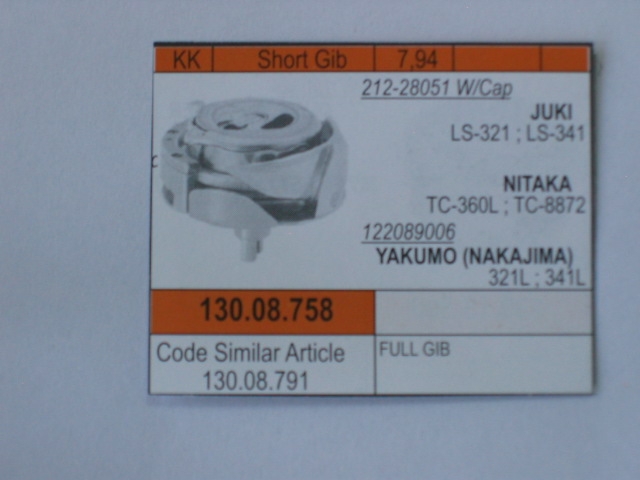 KK Short Gib 7,94
212-28051 W/Cap
JUKI
LS-321 ; LS-341
NITAKA
TC-360L ; TC-8872
122089006
YAKUMO (NAKAJIMA)
321L ; 341L
130.08.758
Code Similar Article FULL GIB
130.08.791